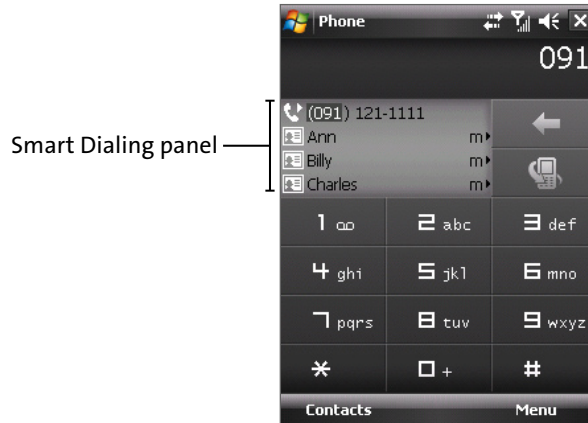 Phone
091
Smart Dialing panel
(091) 121-1111
Ann m
Billy m
Charles m
1 2 abc 3 def
4 ghi 5 jkl 6 mno
7 pqrs 8 tuv 9 wxyz
* 0 + #
Contacts Menu